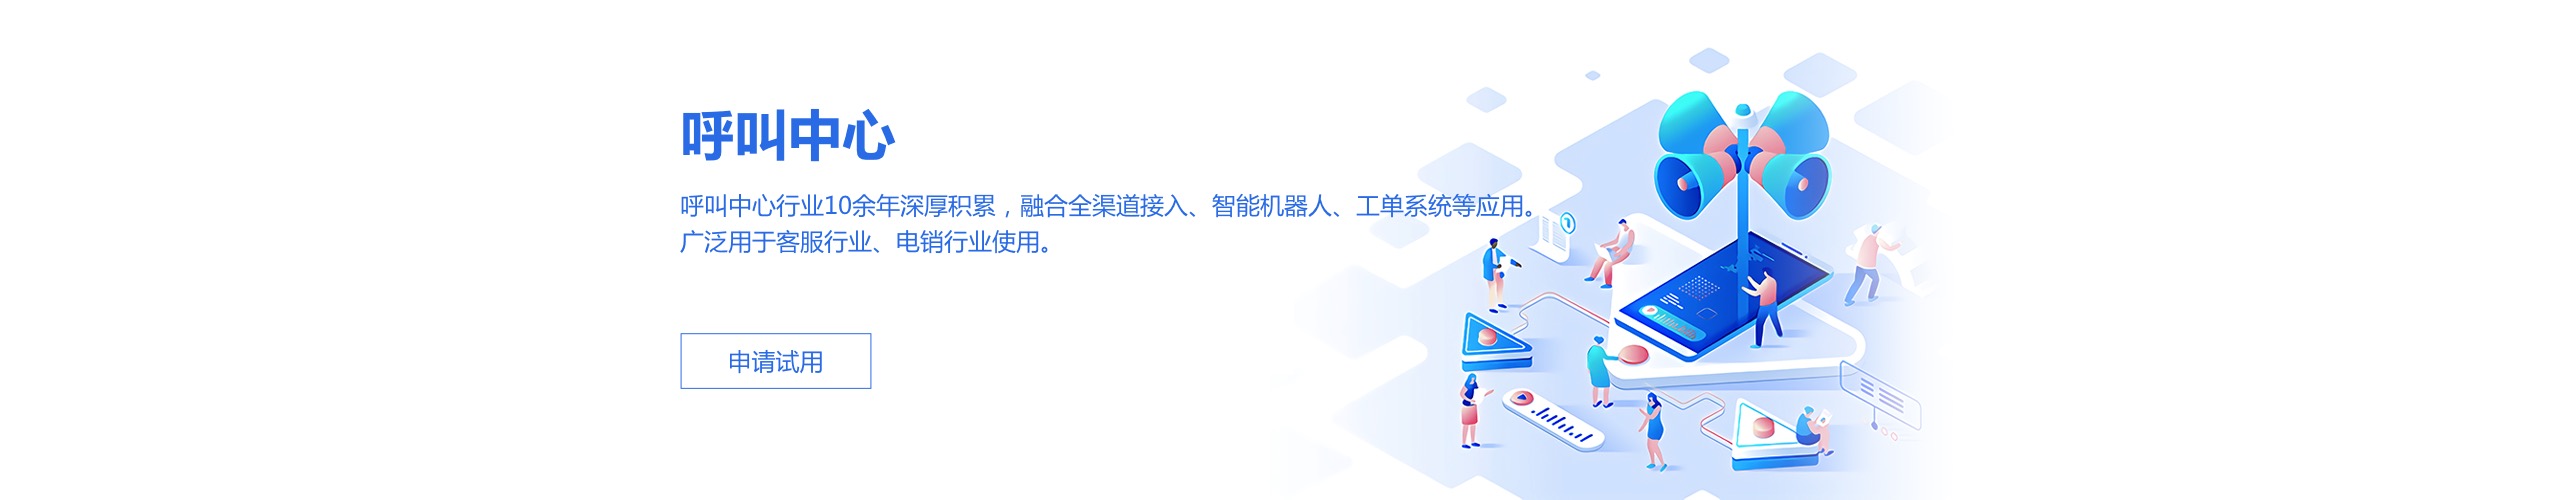 呼叫中心
呼叫中心行业10余年深厚积累，融合全渠道接入、智能机器人、工单系统等应用。
广泛用于客服行业、电销行业使用。
申请试用